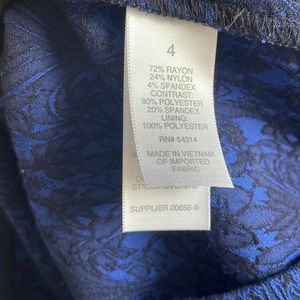 4
72% RAYON
24% NYLON
4% SPANDEX
CONTRAST:
80% POLYESTER
20% SPANDEX
LINING:
100% POLYESTER
RN# 54314
MADE IN VIETNAM
OF IMPORTED
FABRIC
SUPPLIER 00656-9